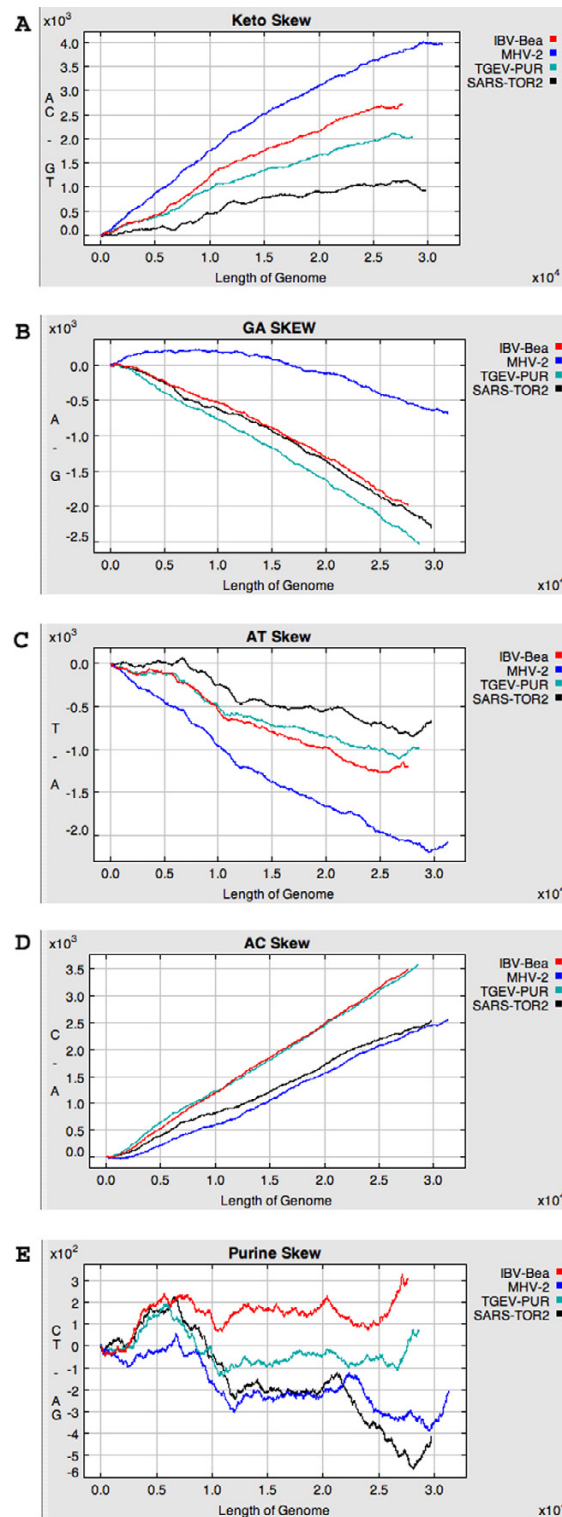 A
x10³
Keto Skew
IBV-Bea
MHV-2
TGEV-PUR
SARS-TOR2
4.0
3.5
3.0
2.5
2.0
1.5
1.0
0.5
0.0
AC - GT
0.0 0.5 1.0 1.5 2.0 2.5 3.0
Length of Genome
x10⁴
B
x10³
GA SKEW
IBV-Bea
MHV-2
TGEV-PUR
SARS-TOR2
0.0
-0.5
-1.0
-1.5
-2.0
-2.5
A - G
0.0 0.5 1.0 1.5 2.0 2.5 3.0
Length of Genome
C
x10³
AT Skew
IBV-Bea
MHV-2
TGEV-PUR
SARS-TOR2
0.0
-0.5
-1.0
-1.5
-2.0
T - A
0.0 0.5 1.0 1.5 2.0 2.5 3.0
Length of Genome
D
x10³
AC Skew
IBV-Bea
MHV-2
TGEV-PUR
SARS-TOR2
3.5
3.0
2.5
2.0
1.5
1.0
0.5
0.0
C - A
0.0 0.5 1.0 1.5 2.0 2.5 3.0
Length of Genome
E
x10²
Purine Skew
IBV-Bea
MHV-2
TGEV-PUR
SARS-TOR2
3
2
1
0
-1
-2
-3
-4
-5
-6
CT - AG
0.0 0.5 1.0 1.5 2.0 2.5 3.0
Length of Genome